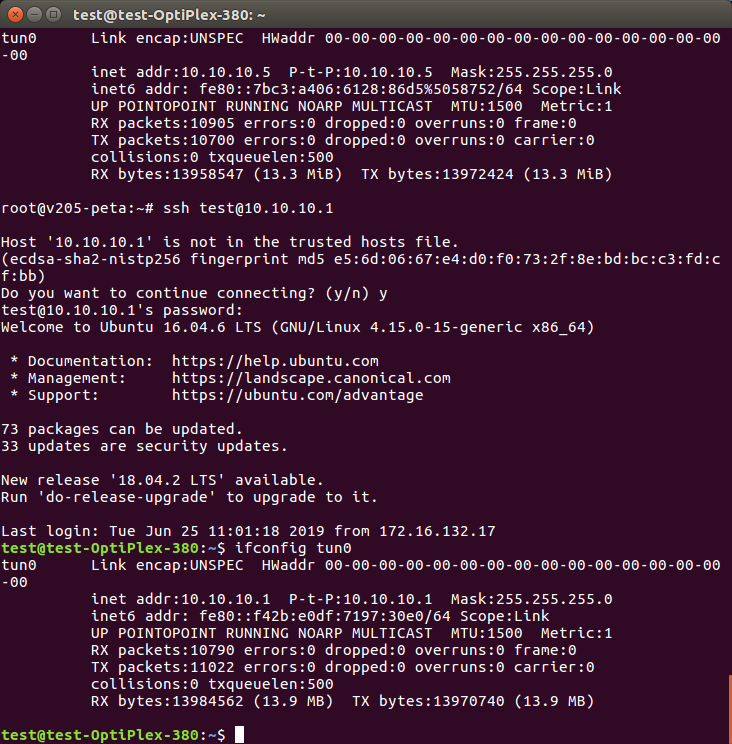 test@test-OptiPlex-380: ~
tun0      Link encap:UNSPEC  HWaddr 00-00-00-00-00-00-00-00-00-00-00-00-00-00-00
-00
          inet addr:10.10.10.5  P-t-P:10.10.10.5  Mask:255.255.255.0
          inet6 addr: fe80::7bc3:a406:6128:86d5%5058752/64 Scope:Link
          UP POINTOPOINT RUNNING NOARP MULTICAST  MTU:1500  Metric:1
          RX packets:10905 errors:0 dropped:0 overruns:0 frame:0
          TX packets:10700 errors:0 dropped:0 overruns:0 carrier:0
          collisions:0 txqueuelen:500
          RX bytes:13958547 (13.3 MiB)  TX bytes:13972424 (13.3 MiB)
root@v205-peta:~# ssh test@10.10.10.1
Host '10.10.10.1' is not in the trusted hosts file.
(ecdsa-sha2-nistp256 fingerprint md5 e5:6d:06:67:e4:d0:f0:73:2f:8e:bd:bc:c3:fd:c
f:bb)
Do you want to continue connecting? (y/n) y
test@10.10.10.1's password:
Welcome to Ubuntu 16.04.6 LTS (GNU/Linux 4.15.0-15-generic x86_64)
 * Documentation:  https://help.ubuntu.com
 * Management:     https://landscape.canonical.com
 * Support:        https://ubuntu.com/advantage
73 packages can be updated.
33 updates are security updates.
New release '18.04.2 LTS' available.
Run 'do-release-upgrade' to upgrade to it.
Last login: Tue Jun 25 11:01:18 2019 from 172.16.132.17
test@test-OptiPlex-380:~$ ifconfig tun0
tun0      Link encap:UNSPEC  HWaddr 00-00-00-00-00-00-00-00-00-00-00-00-00-00-00
-00
          inet addr:10.10.10.1  P-t-P:10.10.10.1  Mask:255.255.255.0
          inet6 addr: fe80::f42b:e0df:7197:30e0/64 Scope:Link
          UP POINTOPOINT RUNNING NOARP MULTICAST  MTU:1500  Metric:1
          RX packets:10790 errors:0 dropped:0 overruns:0 frame:0
          TX packets:11022 errors:0 dropped:0 overruns:0 carrier:0
          collisions:0 txqueuelen:500
          RX bytes:13984562 (13.9 MB)  TX bytes:13970740 (13.9 MB)
test@test-OptiPlex-380:~$